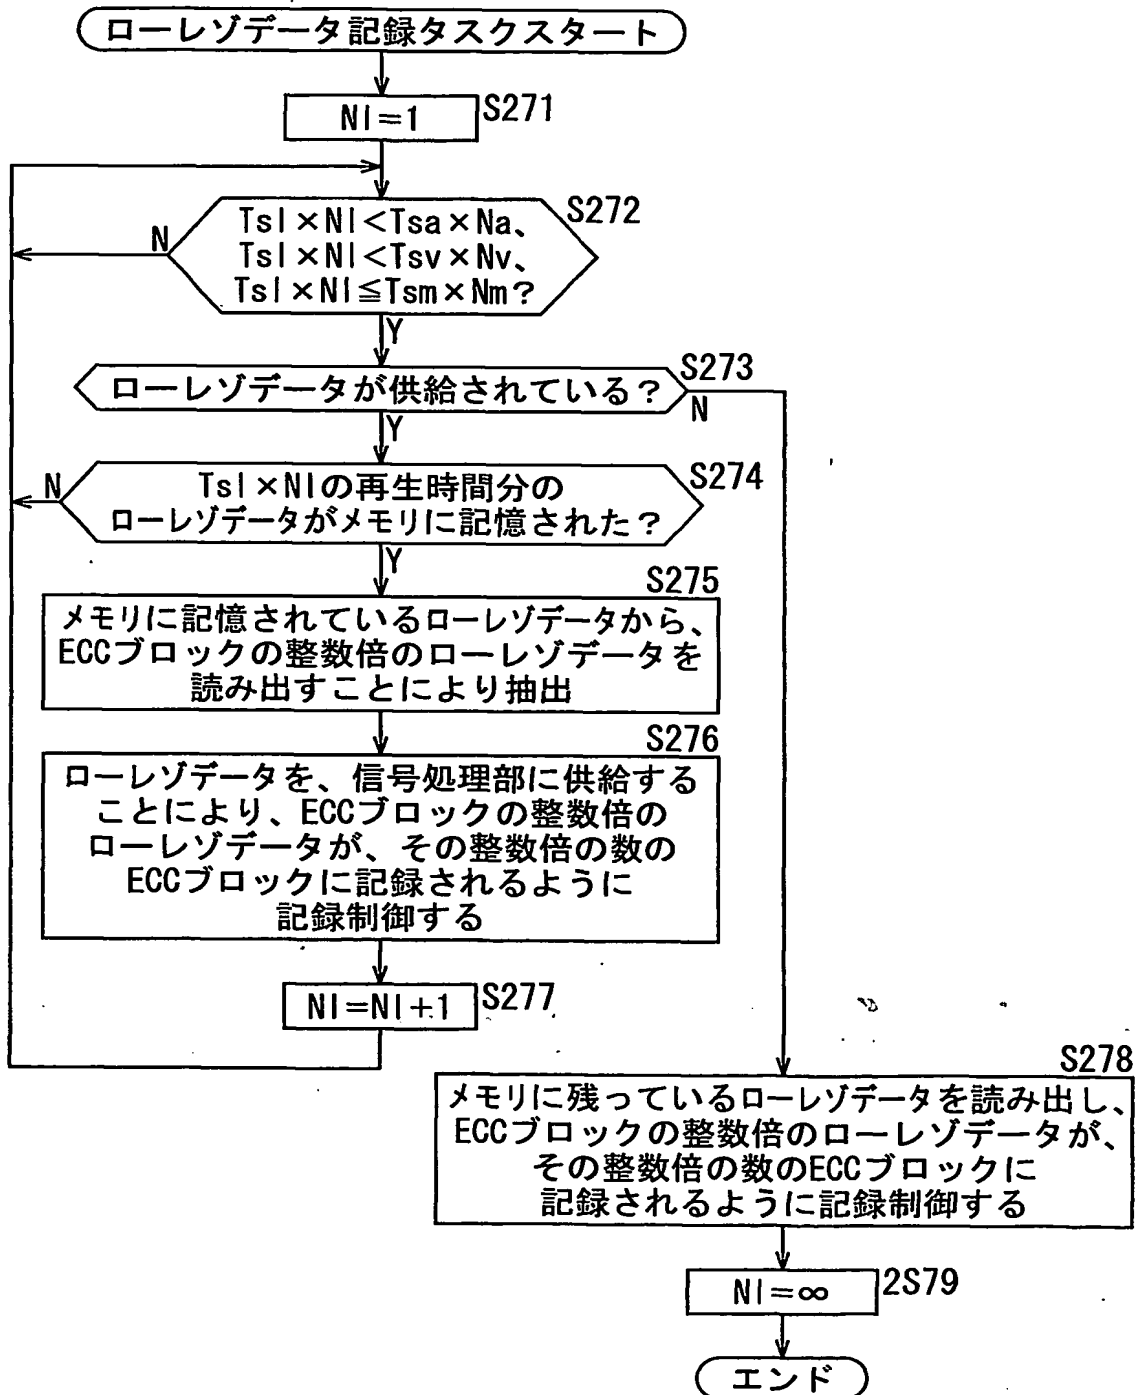 ローレゾデータ記録タスクスタート
S271
Nl=1
S272
Tsl×Nl<Tsa×Na、
Tsl×Nl<Tsv×Nv、
Tsl×Nl≦Tsm×Nm?
N
Y
S273
ローレゾデータが供給されている?
N
Y
S274
N
Tsl×Nlの再生時間分の
ローレゾデータがメモリに記憶された?
Y
S275
メモリに記憶されているローレゾデータから、
ECCブロックの整数倍のローレゾデータを
読み出すことにより抽出
S276
ローレゾデータを、信号処理部に供給する
ことにより、ECCブロックの整数倍の
ローレゾデータが、その整数倍の数の
ECCブロックに記録されるように
記録制御する
S277
Nl=Nl+1
S278
メモリに残っているローレゾデータを読み出し、
ECCブロックの整数倍のローレゾデータが、
その整数倍の数のECCブロックに
記録されるように記録制御する
Nl=∞
2S79
エンド